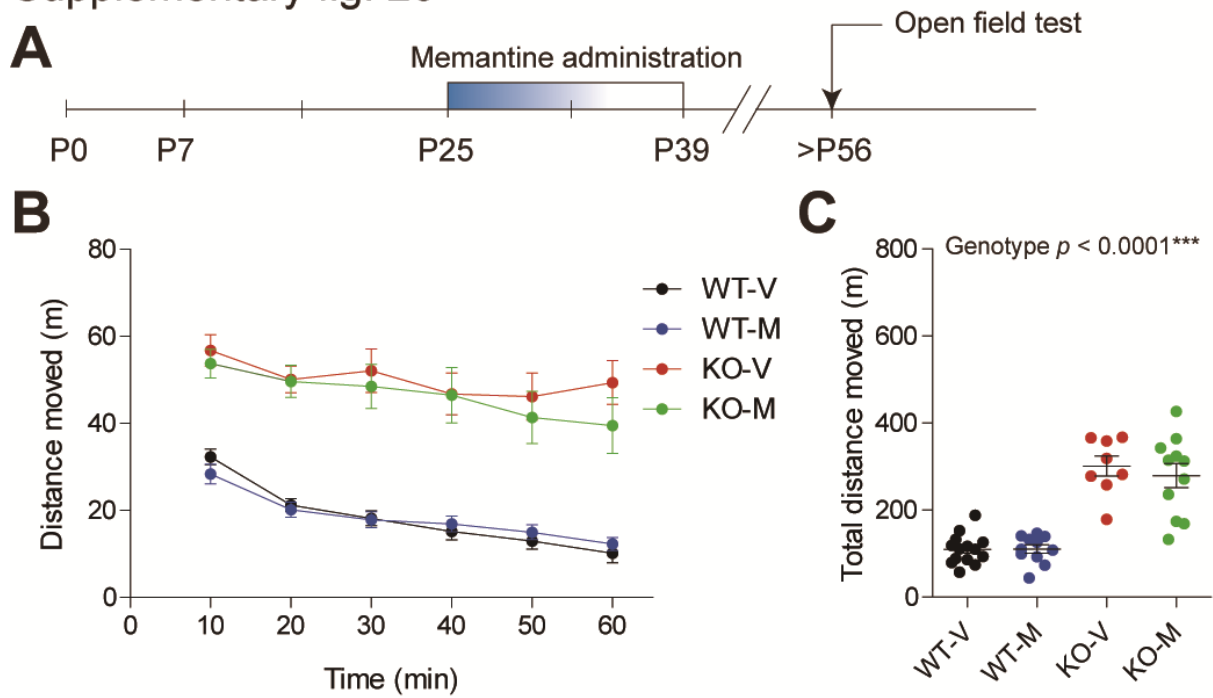 A
Open field test
Memantine administration
P0 P7 P25 P39 >P56
B
Distance moved (m)
80
60
40
20
0
0 10 20 30 40 50 60
Time (min)
WT-V
WT-M
KO-V
KO-M
C
Genotype p < 0.0001***
Total distance moved (m)
800
600
400
200
0
WT-V WT-M KO-V KO-M